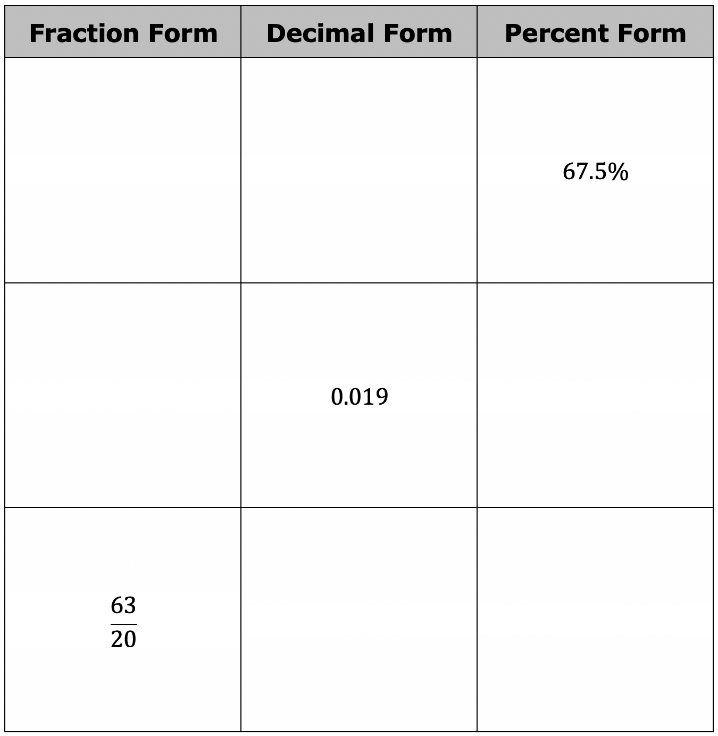 Fraction Form Decimal Form Percent Form
67.5%
0.019
63
20